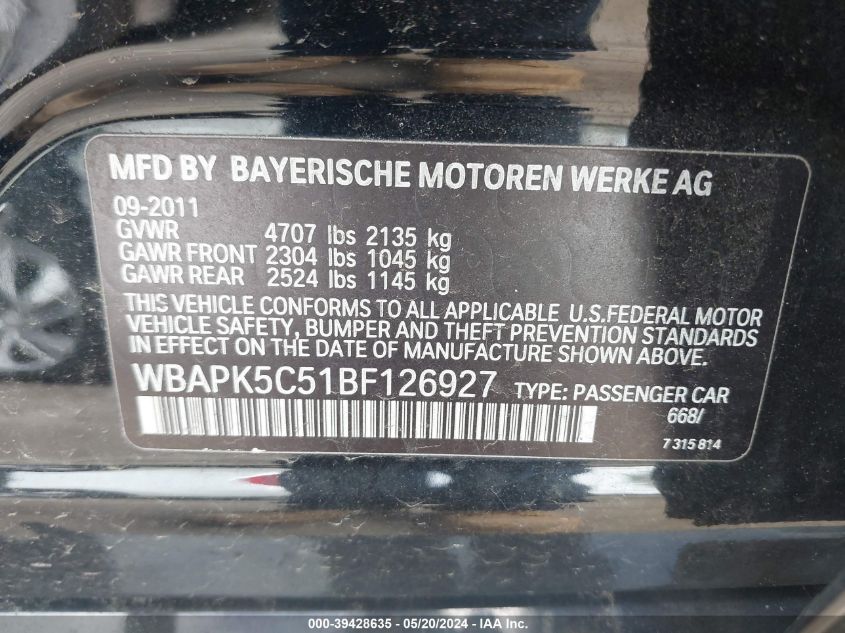 MFD BY BAYERISCHE MOTOREN WERKE AG
09-2011
GVWR 4707 lbs 2135 kg
GAWR FRONT 2304 lbs 1045 kg
GAWR REAR 2524 lbs 1145 kg
THIS VEHICLE CONFORMS TO ALL APPLICABLE U.S.FEDERAL MOTOR
VEHICLE SAFETY, BUMPER AND THEFT PREVENTION STANDARDS
IN EFFECT ON THE DATE OF MANUFACTURE SHOWN ABOVE.
WBAPK5C51BF126927 TYPE: PASSENGER CAR
668/
7 315 814
000-39428635 - 05/20/2024 - IAAI.COM